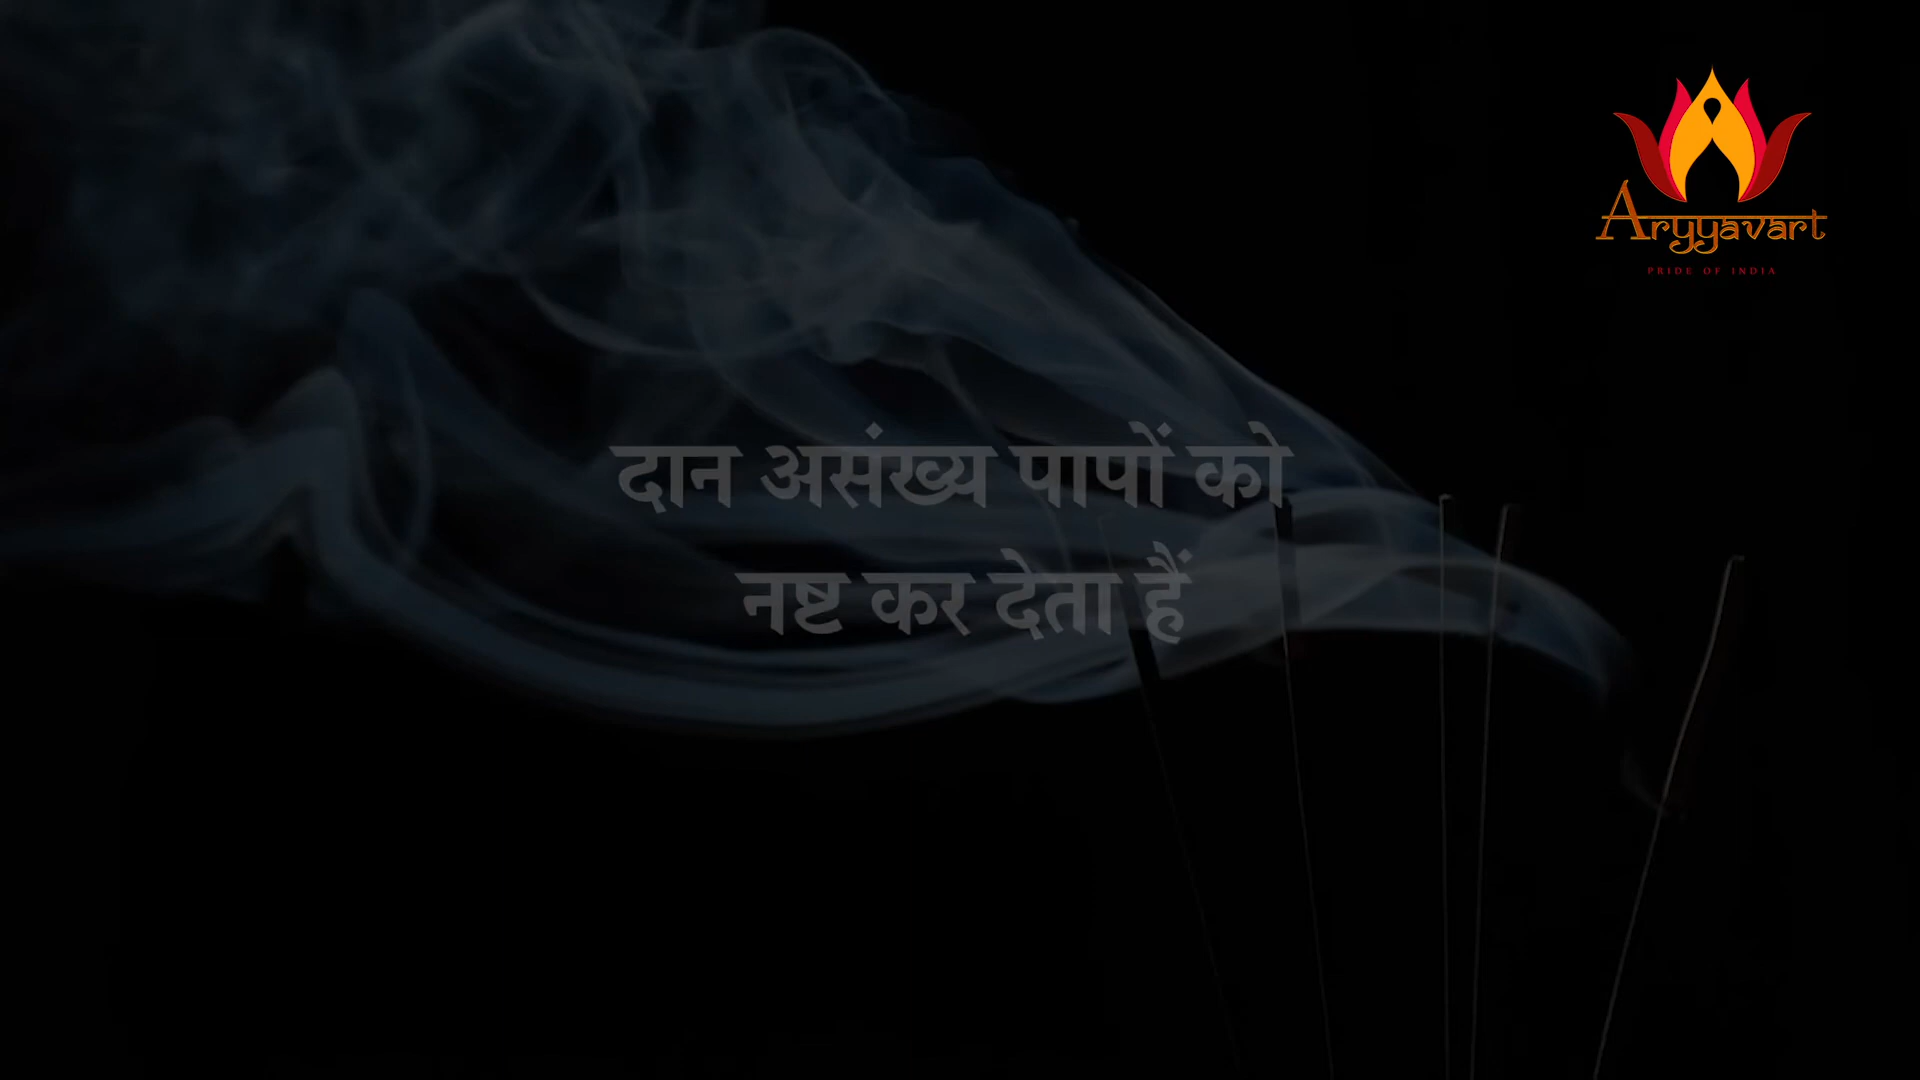 Aryyavart
PRIDE OF INDIA
दान असंख्य पापों को
नष्ट कर देता हैं